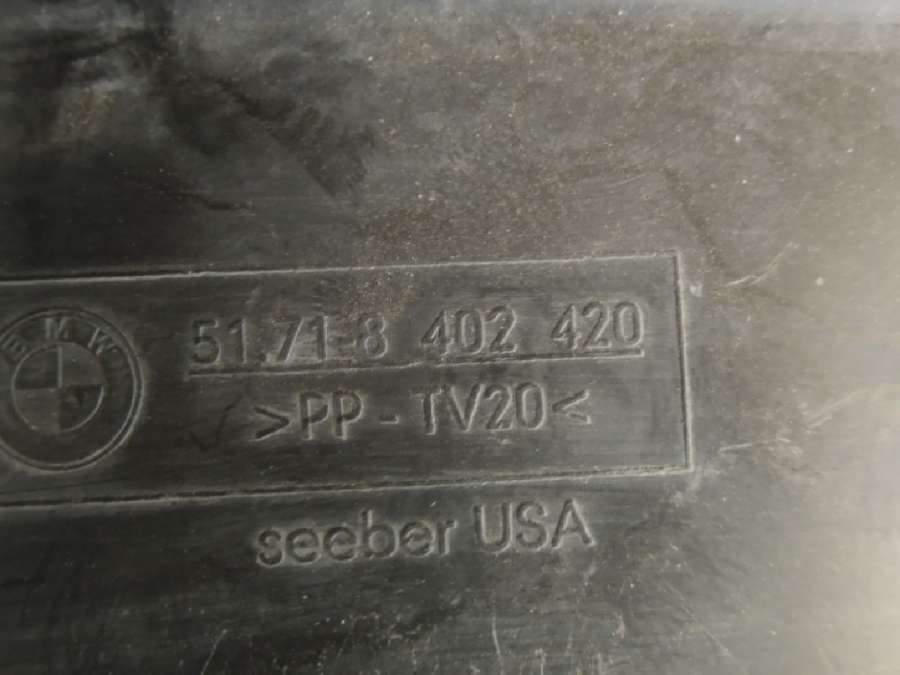 BMW
51.71-8 402 420
>PP - TV20<
seeber USA